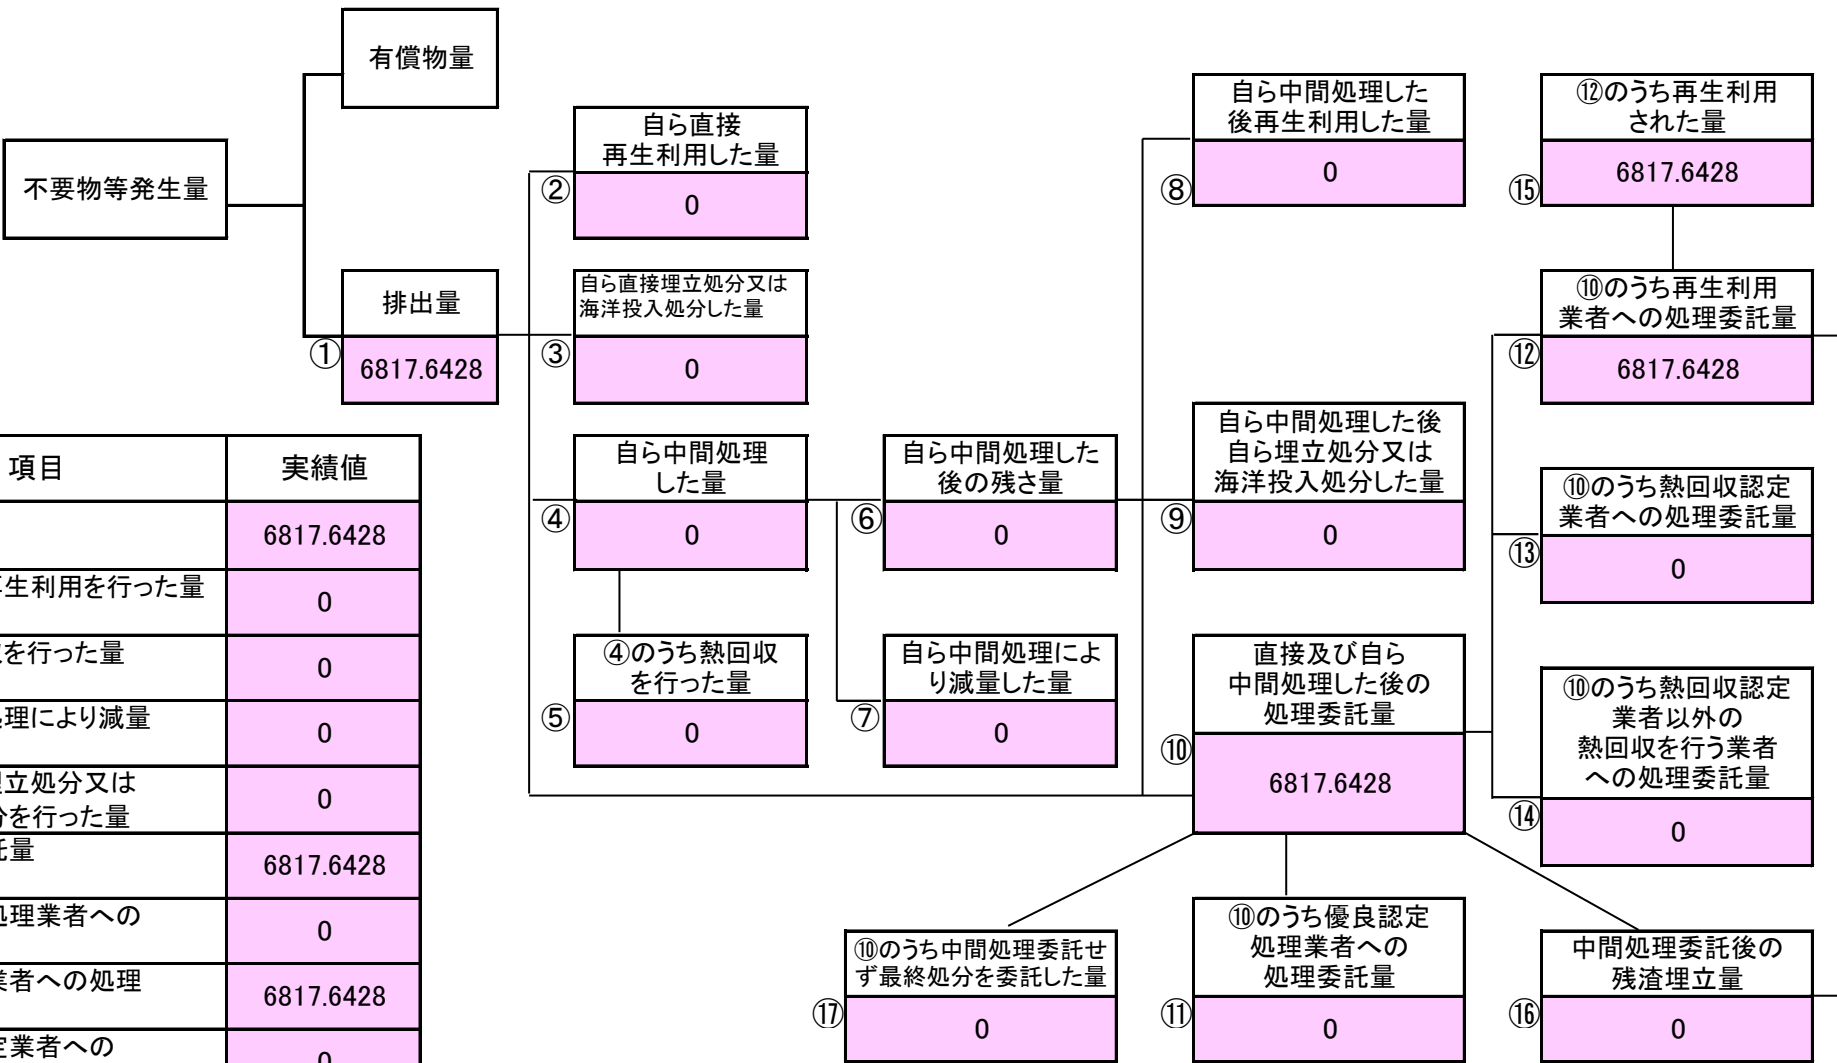 有償物量
不要物等発生量
排出量
①
6817.6428
自ら直接
再生利用した量
②
0
自ら直接埋立処分又は
海洋投入処分した量
③
0
自ら中間処理
した量
④
0
④のうち熱回収
を行った量
⑤
0
自ら中間処理した
後の残さ量
⑥
0
自ら中間処理によ
り減量した量
⑦
0
自ら中間処理した
後再生利用した量
⑧
0
自ら中間処理した後
自ら埋立処分又は
海洋投入処分した量
⑨
0
直接及び自ら
中間処理した後の
処理委託量
⑩
6817.6428
⑫のうち再生利用
された量
⑮
6817.6428
⑩のうち再生利用
業者への処理委託量
⑫
6817.6428
⑩のうち熱回収認定
業者への処理委託量
⑬
0
⑩のうち熱回収認定
業者以外の
熱回収を行う業者
への処理委託量
⑭
0
⑩のうち中間処理委託せ
ず最終処分を委託した量
⑰
0
⑩のうち優良認定
処理業者への
処理委託量
⑪
0
中間処理委託後の
残渣埋立量
⑯
0
項目 実績値
6817.6428
生利用を行った量
0
を行った量
0
理により減量
0
立処分又は
を行った量
0
量
6817.6428
処理業者への
0
業者への処理
6817.6428
業者への
0